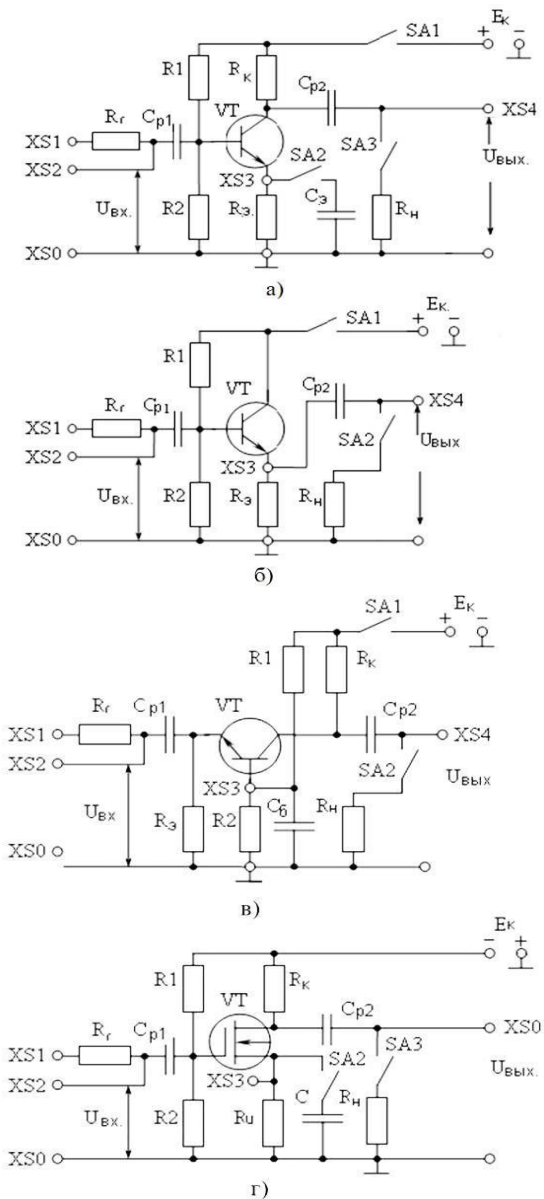 SA1 Eк + −
R1 Rк Cр2
Rг Cр1 VT XS4
XS1 SA2 SA3
XS2 XS3 Uвых.
Uвх. R2 Rэ. Cэ Rн
XS0
а)
SA1 Eк. + −
R1 VT Cр2
Rг Cр1 XS4
XS1 SA2
XS2 XS3 Uвых
Uвх. R2 Rэ Rн
XS0
б)
SA1 Eк + −
R1 Rк
Rг Cр1 VT Cр2
XS1 XS4
XS2 XS3 SA2
Uвх Cб Rн Uвых
Rэ R2
XS0
в)
Eк − +
R1 Rк
VT Cр2
Rг Cр1 XS0
XS1 SA2 SA3
XS2 XS3 C Rн Uвых.
Uвх. R2 Rи
XS0
г)